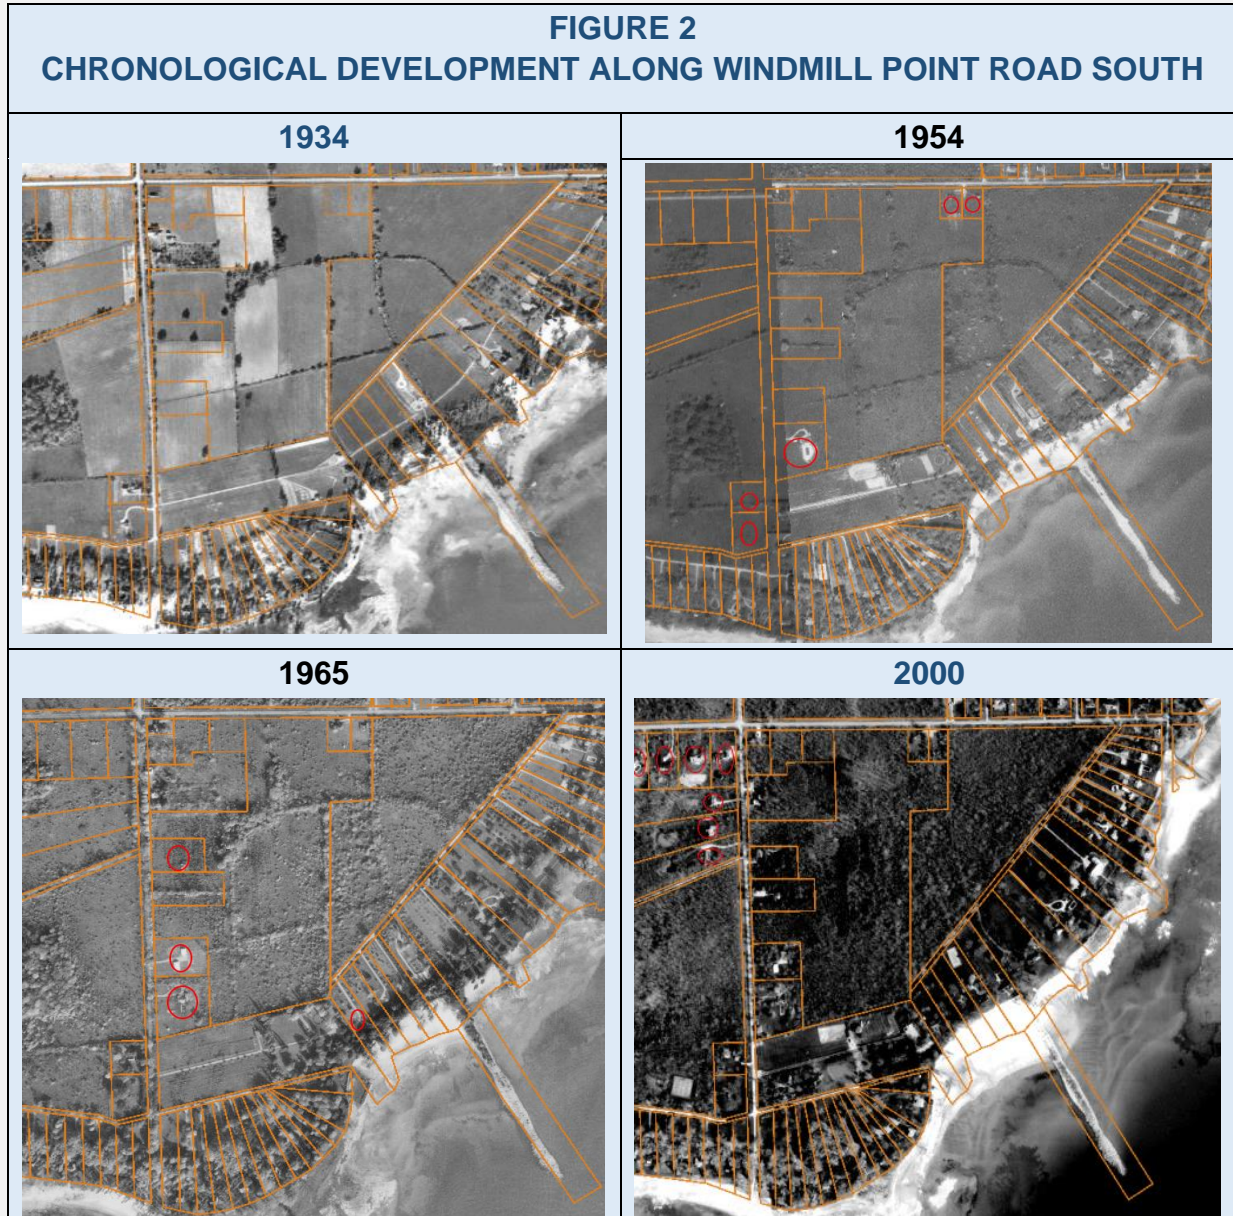 FIGURE 2
CHRONOLOGICAL DEVELOPMENT ALONG WINDMILL POINT ROAD SOUTH
1934
1954
1965
2000